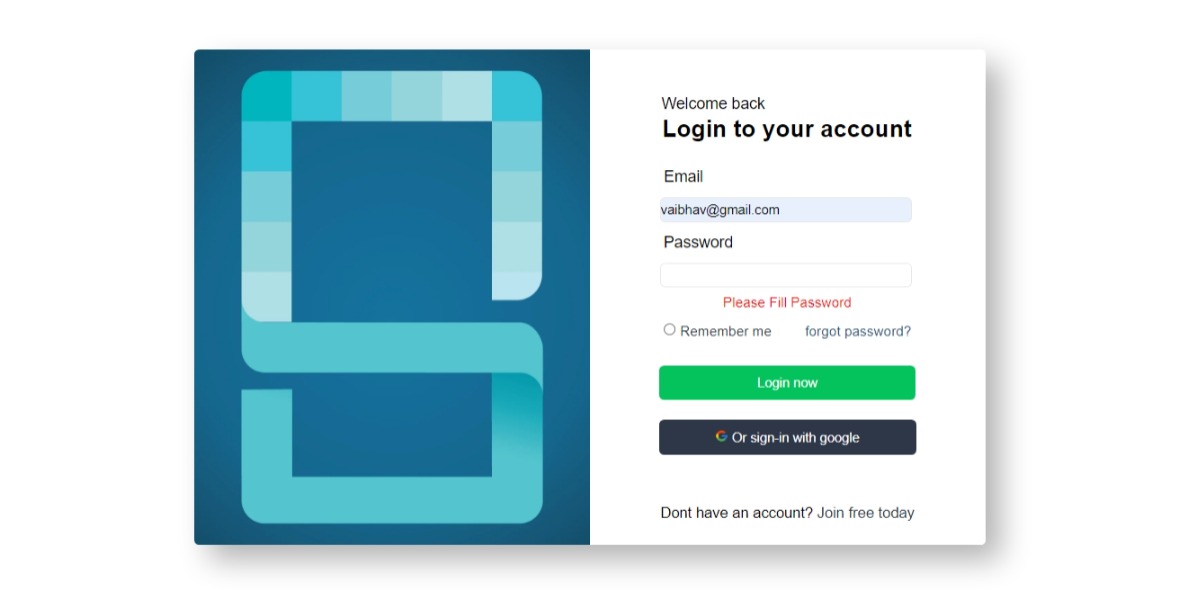 Welcome back
Login to your account
Email
vaibhav@gmail.com
Password
Please Fill Password
Remember me forgot password?
Login now
Or sign-in with google
Dont have an account? Join free today